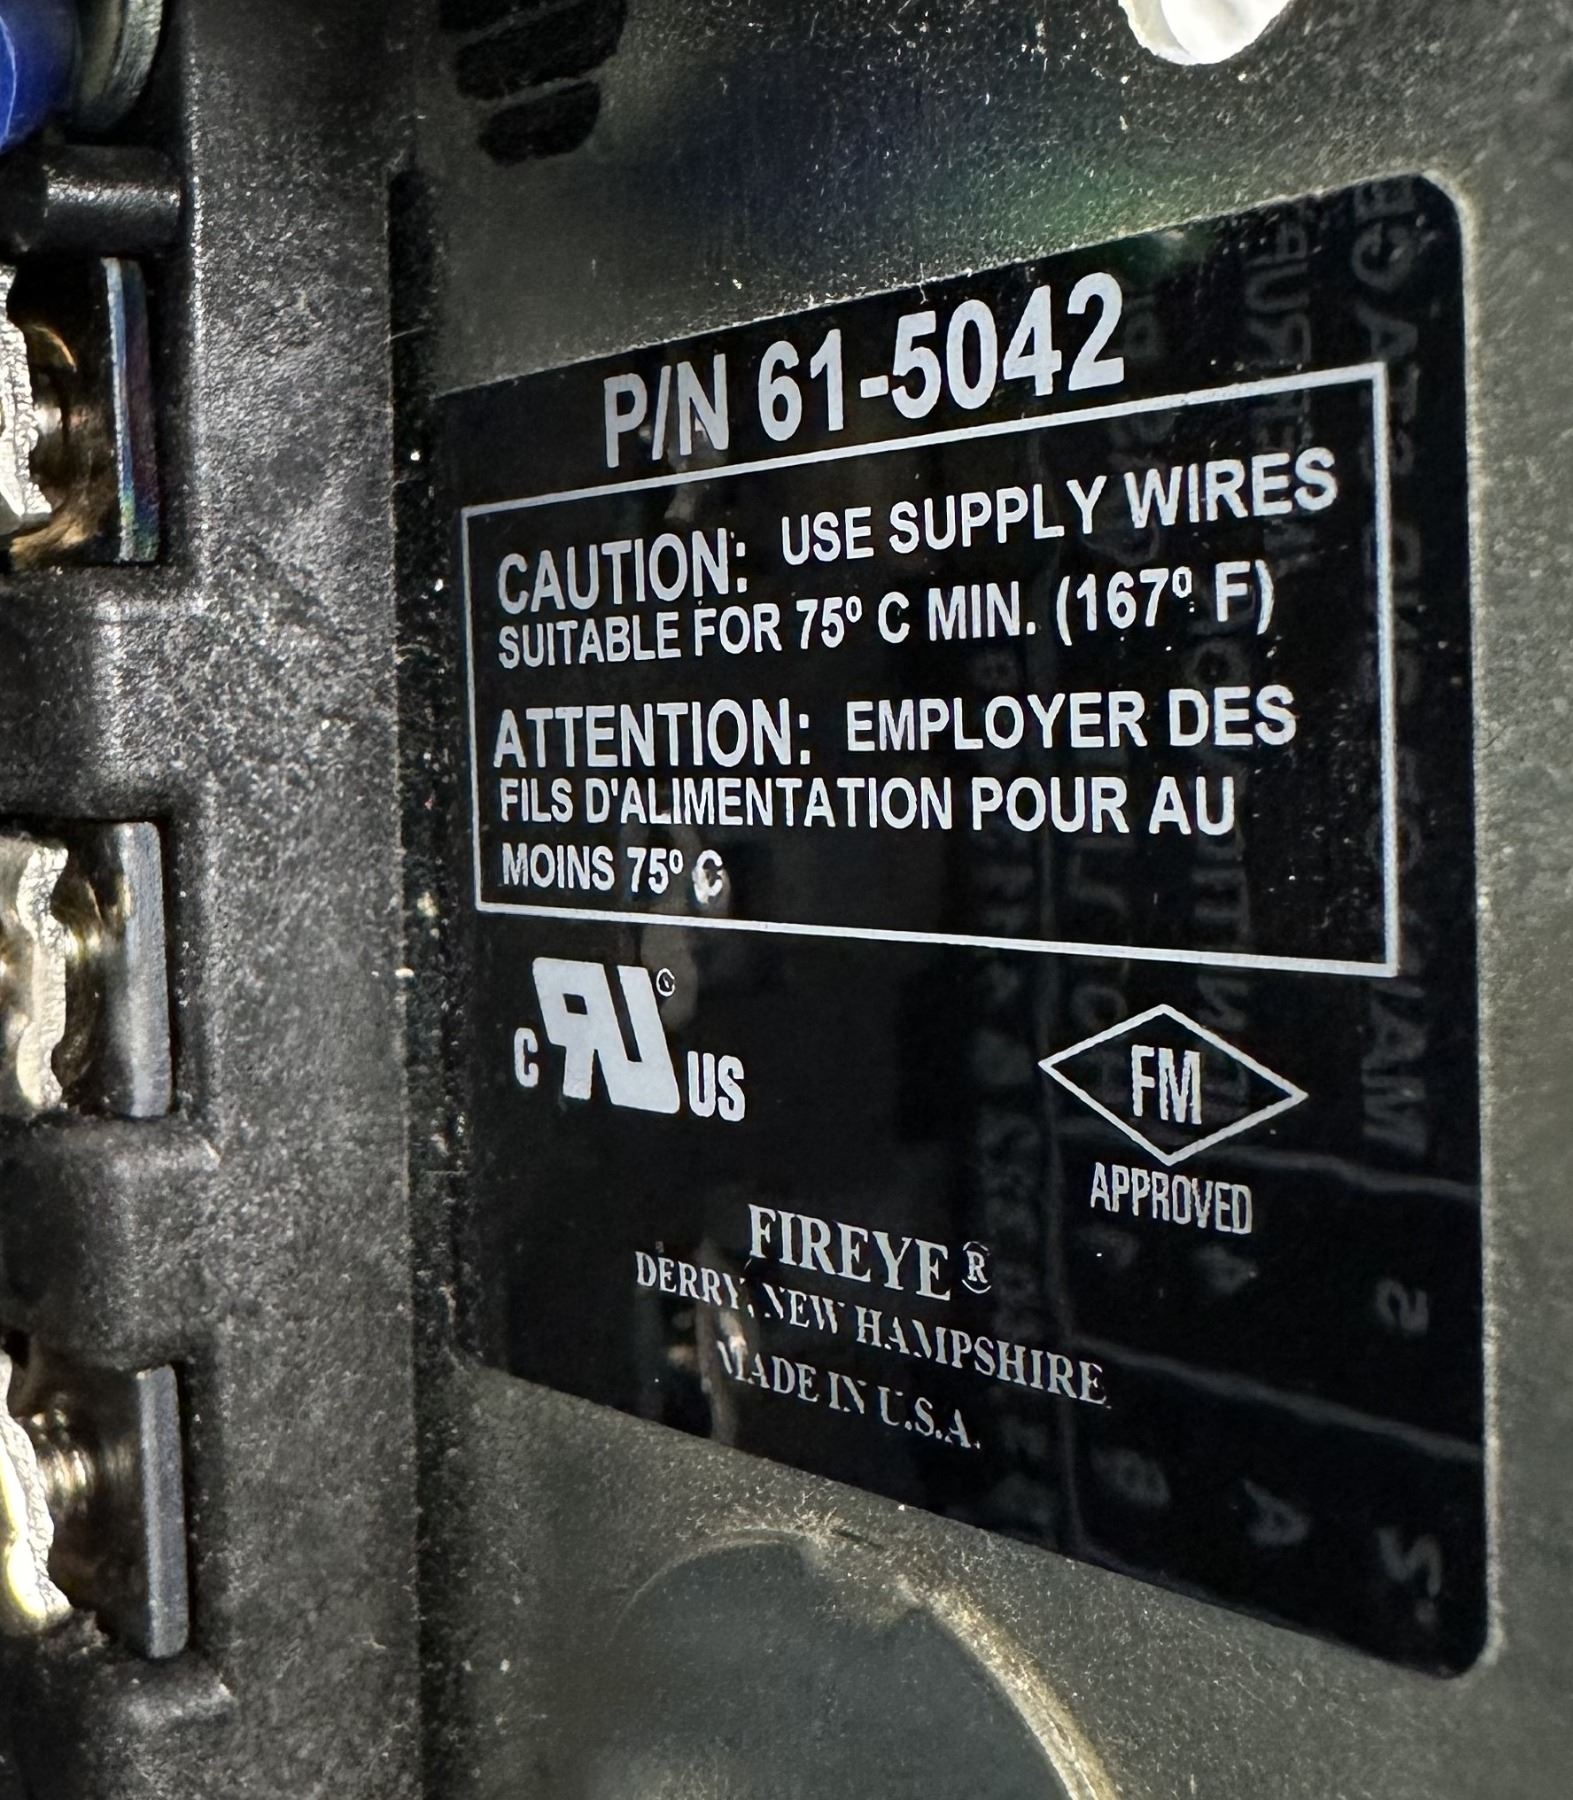 P/N 61-5042
CAUTION: USE SUPPLY WIRES
SUITABLE FOR 75º C MIN. (167º F)
ATTENTION: EMPLOYER DES
FILS D'ALIMENTATION POUR AU
MOINS 75º C
C RU US
FM
APPROVED
FIREYE®
DERRY, NEW HAMPSHIRE
MADE IN U.S.A.